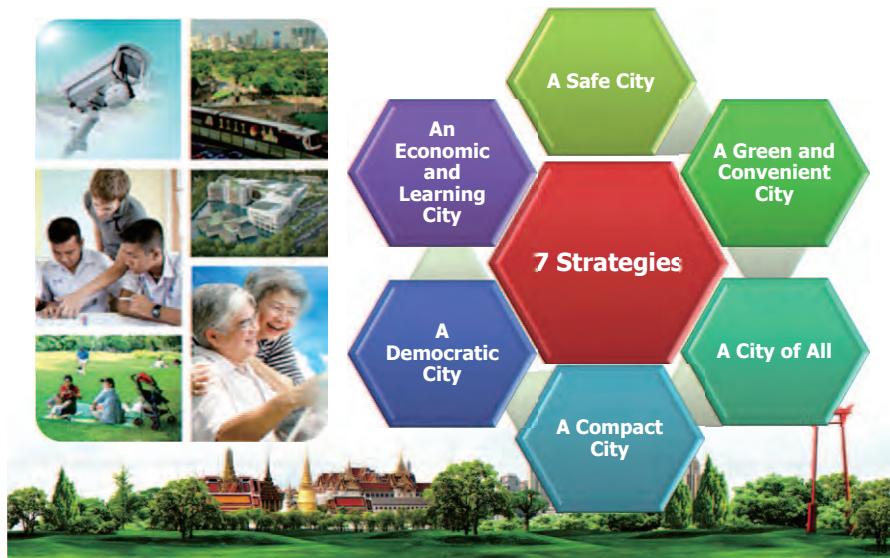 A Safe City
An
Economic
and
Learning
City
A Green and
Convenient
City
7 Strategies
A
Democratic
City
A City of All
A Compact
City